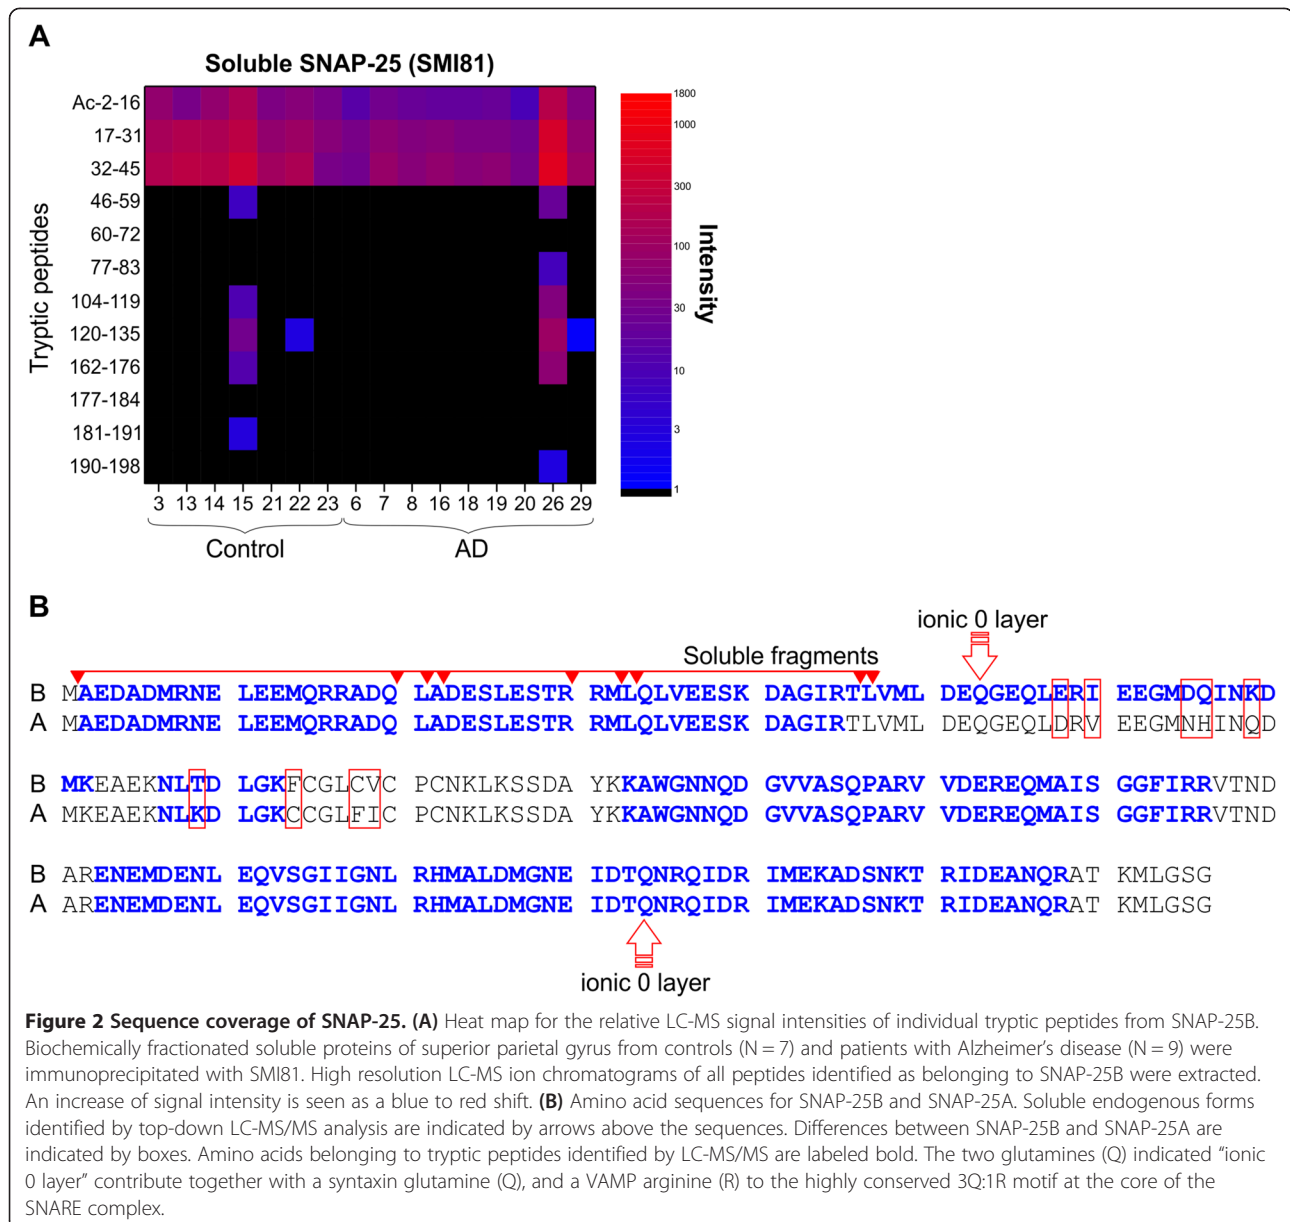 A
Soluble SNAP-25 (SMI81)
Tryptic peptides
Ac-2-16
17-31
32-45
46-59
60-72
77-83
104-119
120-135
162-176
177-184
181-191
190-198
3 13 14 15 21 22 23 6 7 8 16 18 19 20 26 29
Control AD
1800
1000
300
100
30
10
3
1
Intensity
B
ionic 0 layer
Soluble fragments
B MAEDADMRNE LEEMQRRADQ LADESLESTR RMLQLVEESK DAGIRTLVML DEQGEQLERI EEGMDQINKD
A MAEDADMRNE LEEMQRRADQ LADESLESTR RMLQLVEESK DAGIRTLVML DEQGEQLDRV EEGMNHINQD
B MKEAEKNLTD LGKFCGLCVC PCNKLKSSDA YKKAWGNNQD GVVASQPARV VDEREQMAIS GGFIRRVTND
A MKEAEKNLKD LGKCCGLFIC PCNKLKSSDA YKKAWGNNQD GVVASQPARV VDEREQMAIS GGFIRRVTND
B ARENEMDENL EQVSGIIGNL RHMALDMGNE IDTQNRQIDR IMEKADSNKT RIDEANQRAT KMLGSG
A ARENEMDENL EQVSGIIGNL RHMALDMGNE IDTQNRQIDR IMEKADSNKT RIDEANQRAT KMLGSG
ionic 0 layer
Figure 2 Sequence coverage of SNAP-25. (A) Heat map for the relative LC-MS signal intensities of individual tryptic peptides from SNAP-25B.
Biochemically fractionated soluble proteins of superior parietal gyrus from controls (N = 7) and patients with Alzheimer's disease (N = 9) were
immunoprecipitated with SMI81. High resolution LC-MS ion chromatograms of all peptides identified as belonging to SNAP-25B were extracted.
An increase of signal intensity is seen as a blue to red shift. (B) Amino acid sequences for SNAP-25B and SNAP-25A. Soluble endogenous forms
identified by top-down LC-MS/MS analysis are indicated by arrows above the sequences. Differences between SNAP-25B and SNAP-25A are
indicated by boxes. Amino acids belonging to tryptic peptides identified by LC-MS/MS are labeled bold. The two glutamines (Q) indicated "ionic
0 layer" contribute together with a syntaxin glutamine (Q), and a VAMP arginine (R) to the highly conserved 3Q:1R motif at the core of the
SNARE complex.